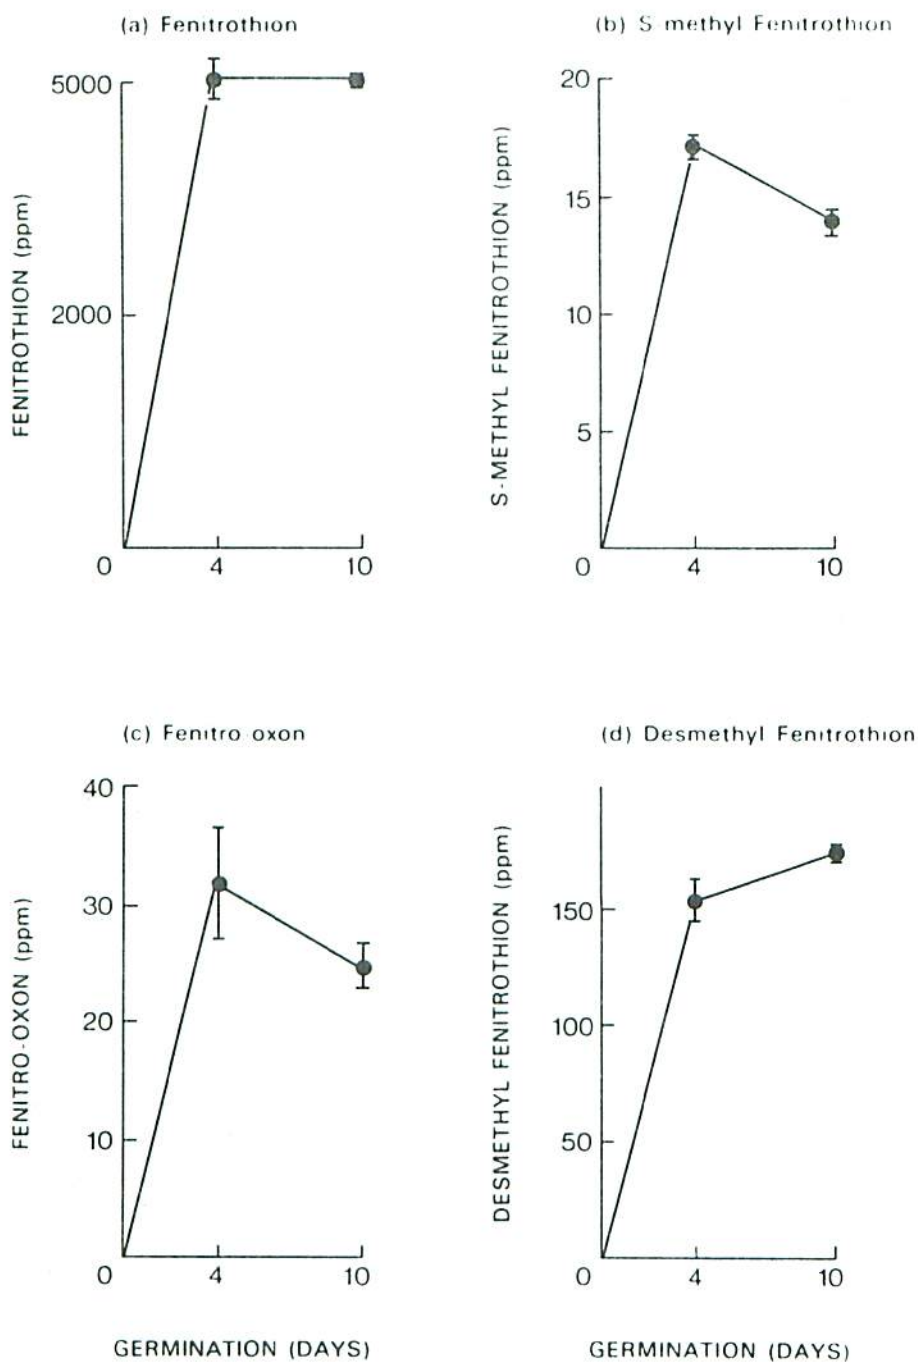 (a) Fenitrothion
5000
2000
0
4
10
FENITROTHION (ppm)
(b) S methyl Fenitrothion
20
15
10
5
0
4
10
S-METHYL FENITROTHION (ppm)
(c) Fenitro oxon
40
30
20
10
0
4
10
FENITRO-OXON (ppm)
GERMINATION (DAYS)
(d) Desmethyl Fenitrothion
150
100
50
0
4
10
DESMETHYL FENITROTHION (ppm)
GERMINATION (DAYS)